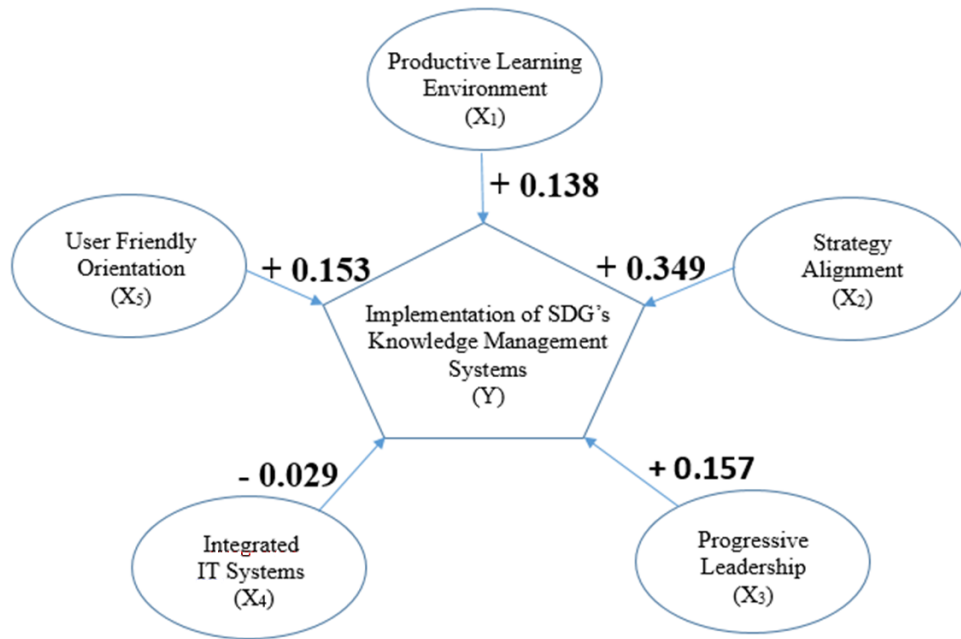 Productive Learning
Environment
(X₁)
+ 0.138
User Friendly
Orientation
(X₅)
+ 0.153
+ 0.349
Strategy
Alignment
(X₂)
Implementation of SDG’s
Knowledge Management
Systems
(Y)
- 0.029
+ 0.157
Integrated
IT Systems
(X₄)
Progressive
Leadership
(X₃)